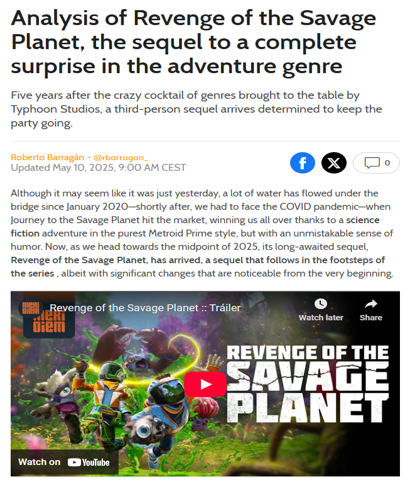 Analysis of Revenge of the Savage
Planet, the sequel to a complete
surprise in the adventure genre
Five years after the crazy cocktail of genres brought to the table by
Typhoon Studios, a third-person sequel arrives determined to keep the
party going.
Roberto Barragán - @rbarragan_
Updated May 10, 2025, 9:00 AM CEST
0
Although it may seem like it was just yesterday, a lot of water has flowed under the
bridge since January 2020—shortly after, we had to face the COVID pandemic—when
Journey to the Savage Planet hit the market, winning us all over thanks to a science
fiction adventure in the purest Metroid Prime style, but with an unmistakable sense of
humor. Now, as we head towards the midpoint of 2025, its long-awaited sequel,
Revenge of the Savage Planet, has arrived, a sequel that follows in the footsteps of
the series , albeit with significant changes that are noticeable from the very beginning.
MERI
DIEM
Revenge of the Savage Planet :: Tráiler
Watch later
Share
REVENGE OF THE
SAVAGE
PLANET
Watch on YouTube